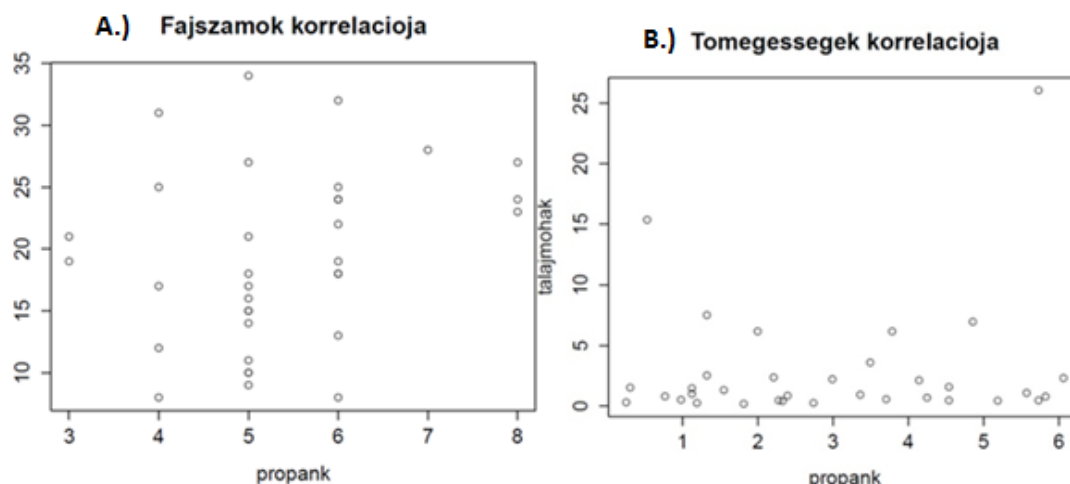 A.) Fajszamok korrelacioja
35
30
25
20
15
10
3 4 5 6 7 8
propank
B.) Tomegessegek korrelacioja
talajmohak
25
20
15
10
5
0
1 2 3 4 5 6
propank